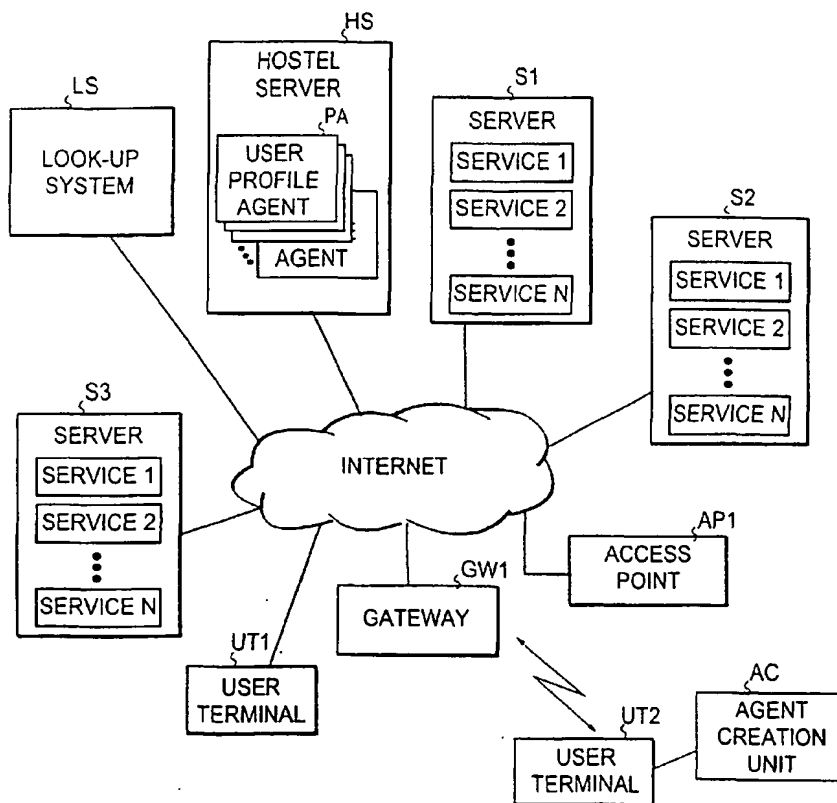 HS
HOSTEL
SERVER
PA
USER
PROFILE
AGENT
AGENT
LS
LOOK-UP
SYSTEM
S1
SERVER
SERVICE 1
SERVICE 2
SERVICE N
S2
SERVER
SERVICE 1
SERVICE 2
SERVICE N
S3
SERVER
SERVICE 1
SERVICE 2
SERVICE N
INTERNET
AP1
ACCESS
POINT
GW1
GATEWAY
UT1
USER
TERMINAL
UT2
USER
TERMINAL
AC
AGENT
CREATION
UNIT